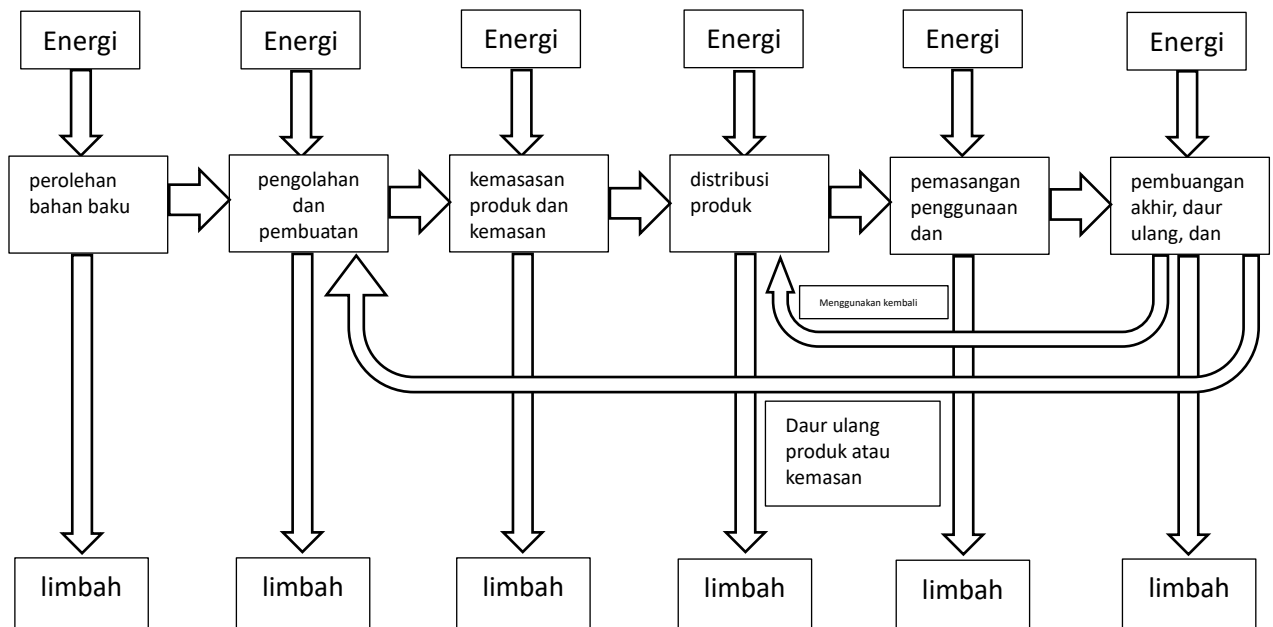 Energi
Energi
Energi
Energi
Energi
Energi
perolehan
bahan baku
pengolahan
dan
pembuatan
kemasasan
produk dan
kemasan
distribusi
produk
pemasangan
penggunaan
dan
pembuangan
akhir, daur
ulang, dan
Menggunakan kembali
Daur ulang
produk atau
kemasan
limbah
limbah
limbah
limbah
limbah
limbah